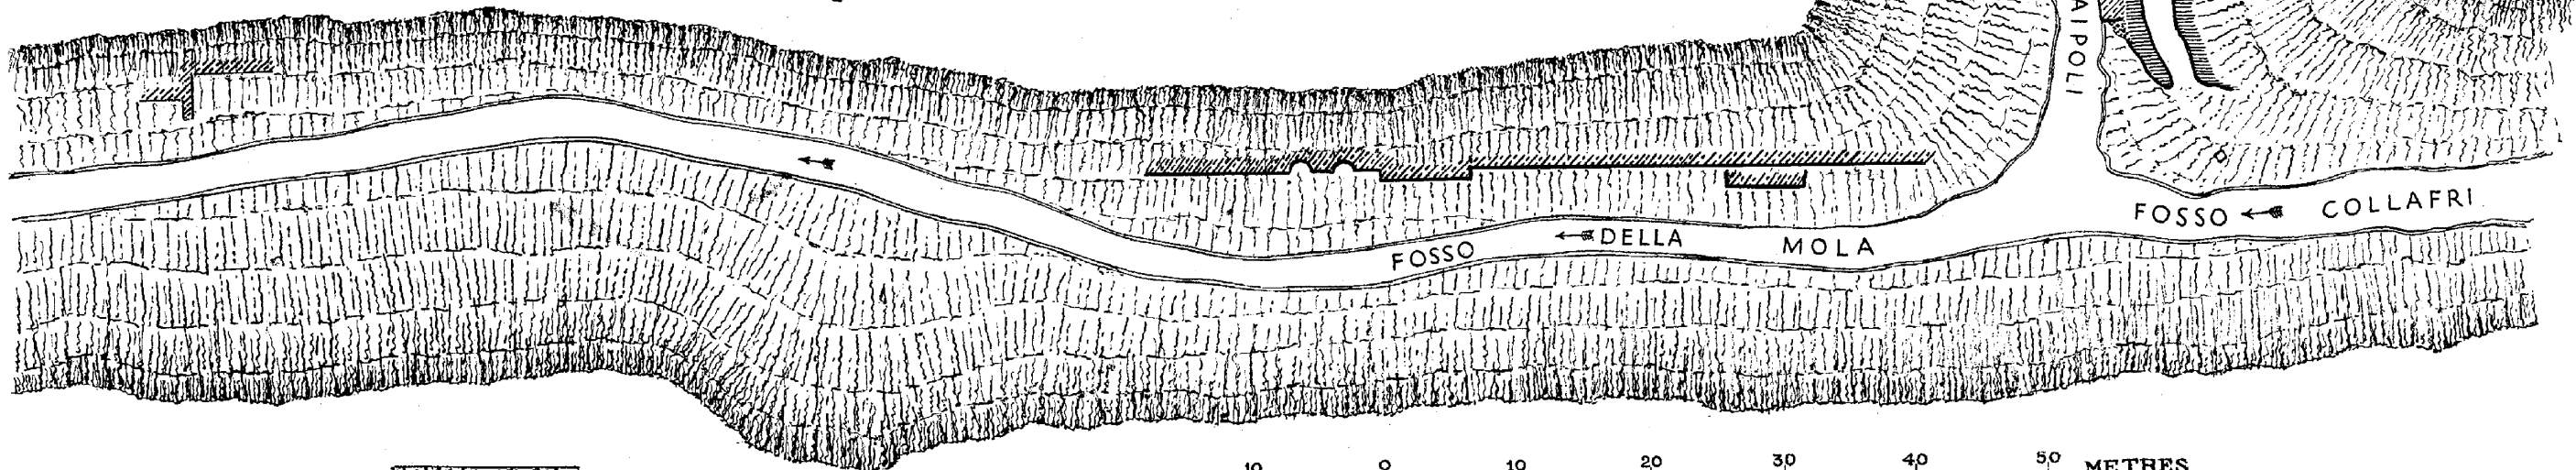 AIPOLI
FOSSO COLLAFRI
FOSSO DELLA MOLA
10 0 10 20 30 40 50 METRES